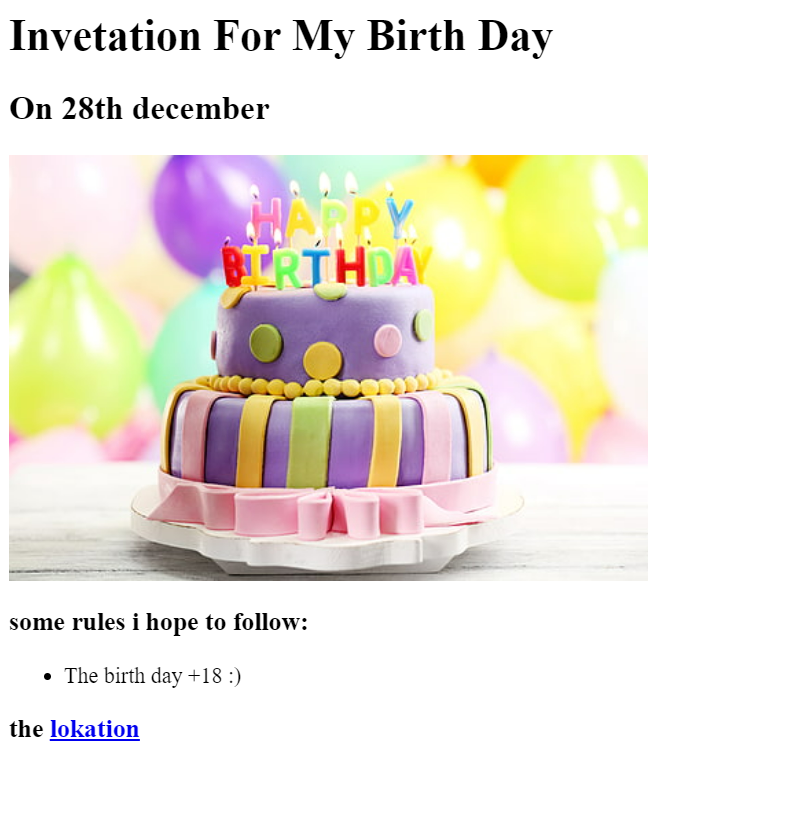 Invetation For My Birth Day
On 28th december
HAPPY
BIRTHDAY
some rules i hope to follow:
• The birth day +18 :)
the lokation